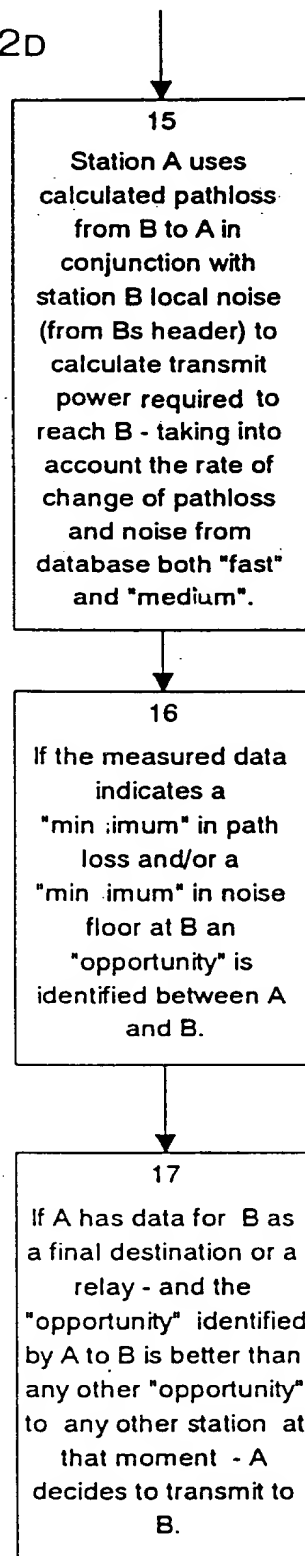 2D
15
Station A uses
calculated pathloss
from B to A in
conjunction with
station B local noise
(from Bs header) to
calculate transmit
power required to
reach B - taking into
account the rate of
change of pathloss
and noise from
database both "fast"
and "medium".
16
If the measured data
indicates a
"min :imum" in path
loss and/or a
"min .imum" in noise
floor at B an
"opportunity" is
identified between A
and B.
17
If A has data for B as
a final destination or a
relay - and the
"opportunity" identified
by A to B is better than
any other "opportunity"
to any other station at
that moment - A
decides to transmit to
B.